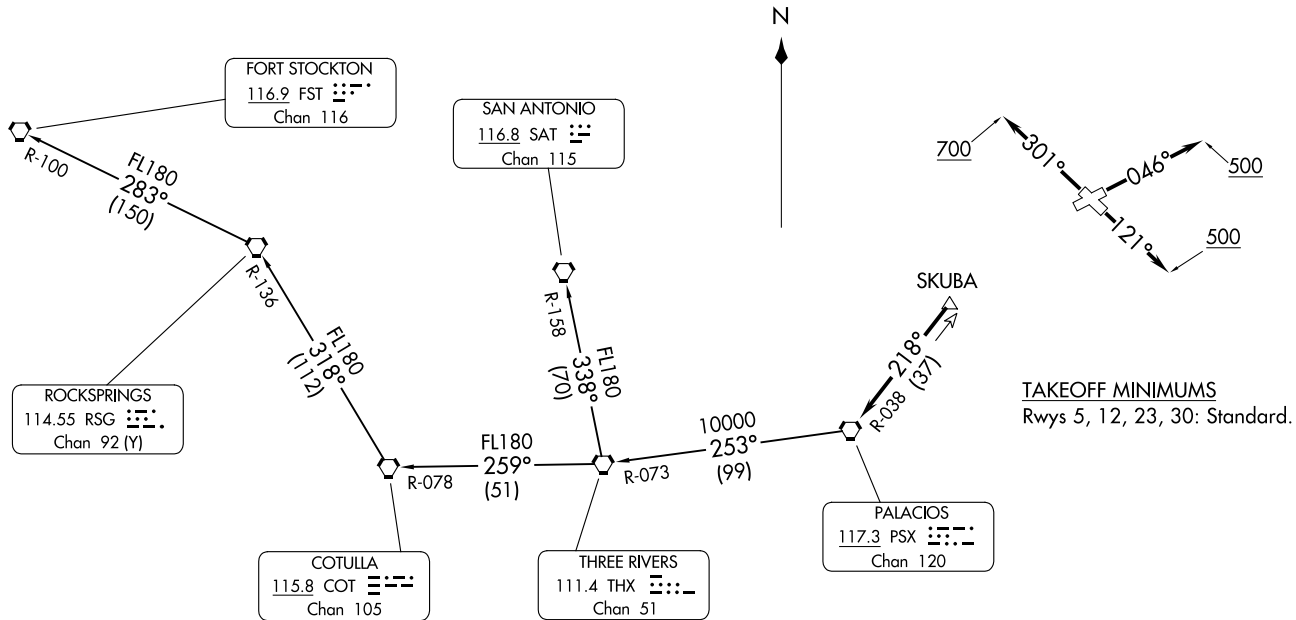 N
FORT STOCKTON
116.9 FST
Chan 116
SAN ANTONIO
116.8 SAT
Chan 115
R-100
FL180
283°
(150)
700
301°
046°
500
121°
500
R-136
R-158
SKUBA
FL180
318°
(112)
FL180
338°
(70)
218°
(37)
R-038
ROCKSPRINGS
114.55 RSG
Chan 92 (Y)
TAKEOFF MINIMUMS
Rwys 5, 12, 23, 30: Standard.
R-078
FL180
259°
(51)
R-073
10000
253°
(99)
COTULLA
115.8 COT
Chan 105
THREE RIVERS
111.4 THX
Chan 51
PALACIOS
117.3 PSX
Chan 120